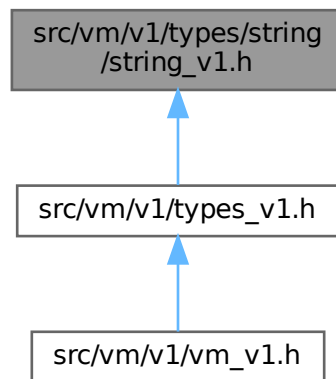 src/vm/v1/types/string
/string_v1.h
src/vm/v1/types_v1.h
src/vm/v1/vm_v1.h